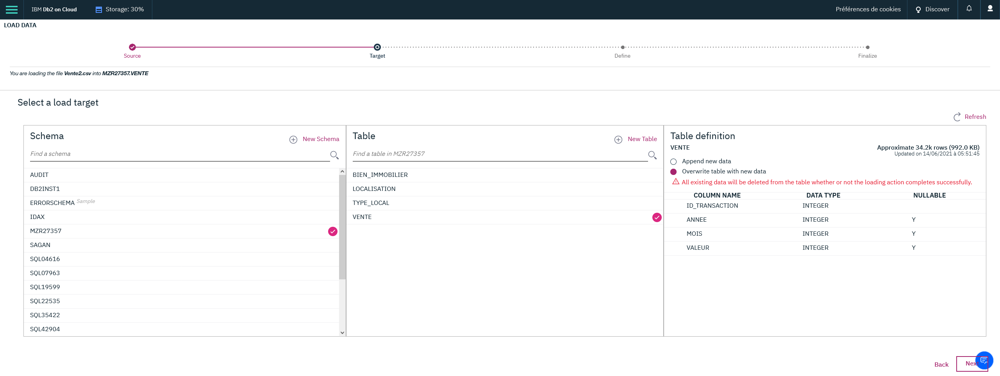 IBM Db2 on Cloud
Storage: 30%
Préférences de cookies
Discover
LOAD DATA
Source
Target
Define
Finalize
You are loading the file Vente2.csv into MZR27357.VENTE
Select a load target
Refresh
Schema
New Schema
Find a schema
AUDIT
DB2INST1
ERRORSCHEMA Sample
IDAX
MZR27357
SAGAN
SQL04616
SQL07963
SQL19599
SQL22535
SQL35422
SQL42904
Table
New Table
Find a table in MZR27357
BIEN_IMMOBILIER
LOCALISATION
TYPE_LOCAL
VENTE
Table definition
VENTE
Approximate 34.2k rows (992.0 KB)
Updated on 14/06/2021 à 05:51:45
Append new data
Overwrite table with new data
All existing data will be deleted from the table whether or not the loading action completes successfully.
COLUMN NAME DATA TYPE NULLABLE
ID_TRANSACTION INTEGER
ANNEE INTEGER Y
MOIS INTEGER Y
VALEUR INTEGER Y
Back
Next